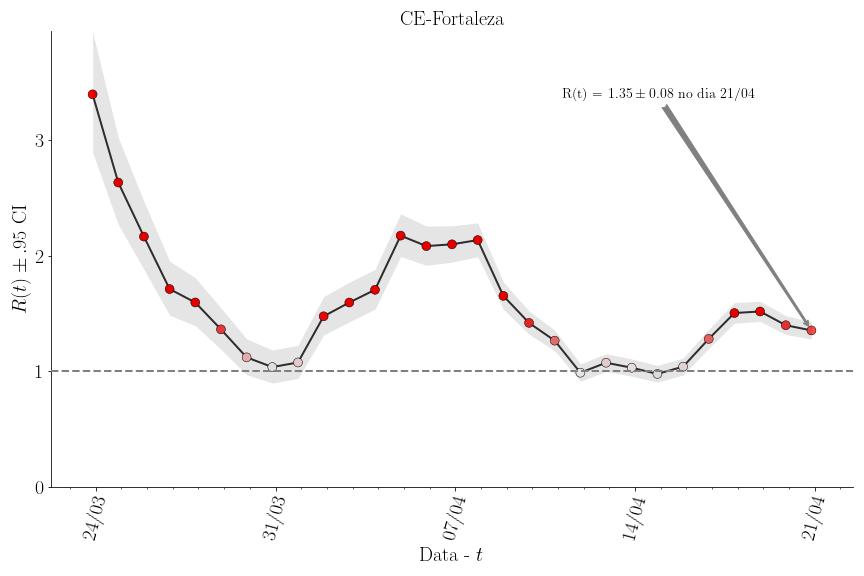 CE-Fortaleza
R(t) = 1.35 ± 0.08 no dia 21/04
R(t) ± .95 CI
3
2
1
0
24/03
31/03
07/04
14/04
21/04
Data - t